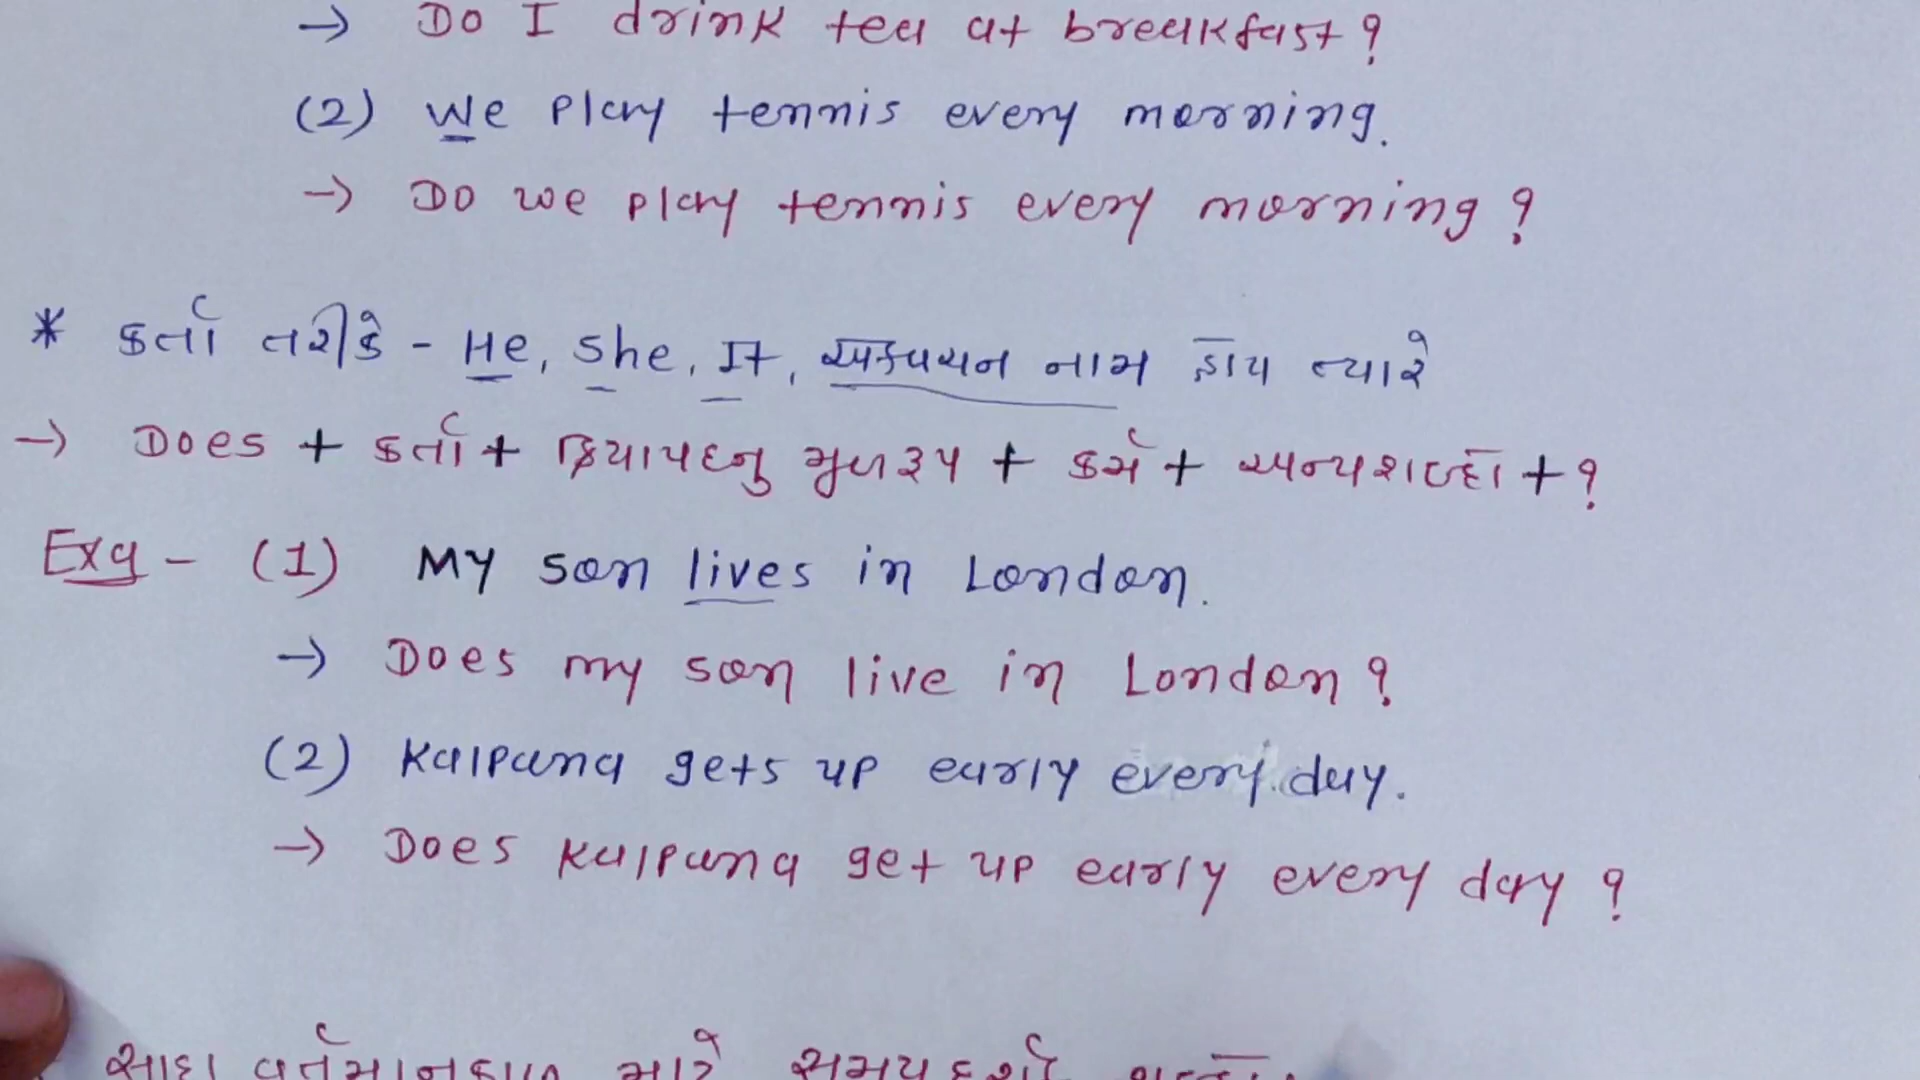 → Do I drink tea at breakfast?
(2) We play tennis every morning.
→ Do we play tennis every morning?
* કર્તા તરીકે - He, She, It, એકવચન નામ હોય ત્યારે
→ Does + કર્તા + ક્રિયાપદનુ મુળરૂપ + કર્મ + અન્યશબ્દો + ?
Exa - (1) My son lives in London.
→ Does my son live in London?
(2) Kalpana gets up early every day.
→ Does Kalpana get up early every day?
સાદા વર્તમાનકાળ માટે સમયદર્શક